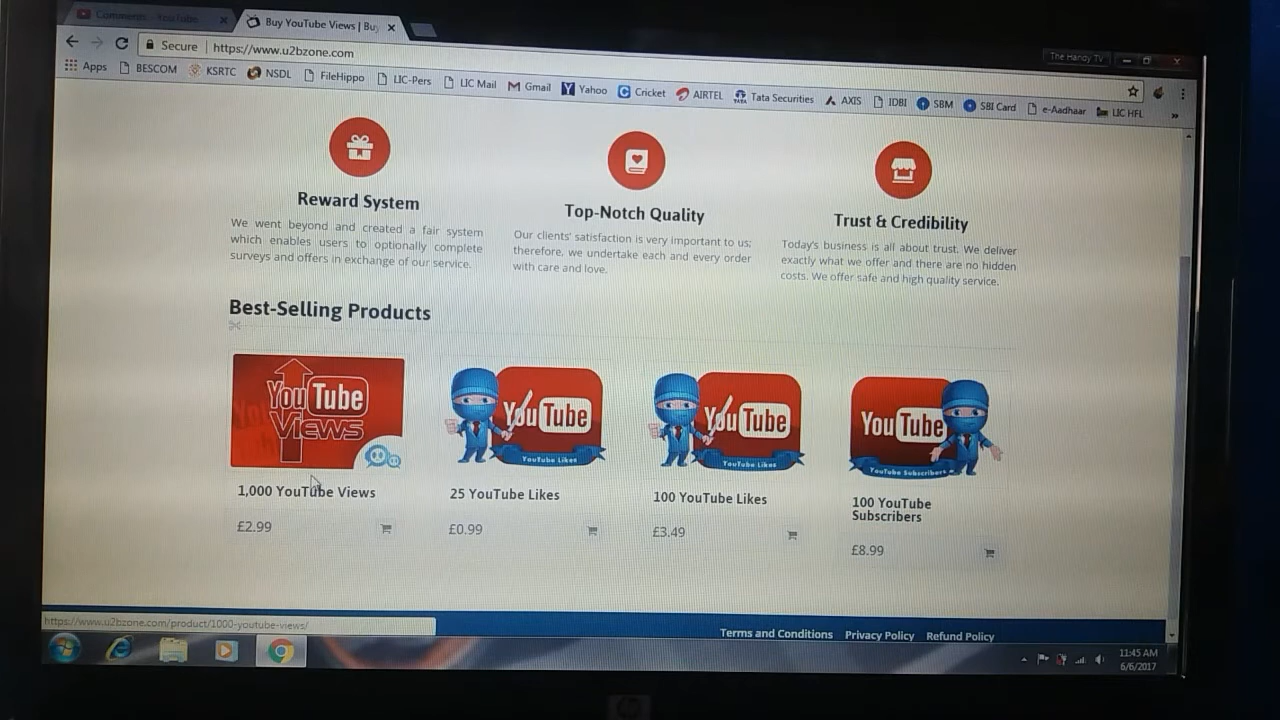 Comments - YouTube
Buy YouTube Views | Buy
The Handy TV
Secure | https://www.u2bzone.com
Apps BESCOM KSRTC NSDL FileHippo LIC-Pers LIC Mail Gmail Yahoo Cricket AIRTEL Tata Securities AXIS IDBI SBM SBI Card e-Aadhaar LIC HFL »
Reward System
We went beyond and created a fair system
which enables users to optionally complete
surveys and offers in exchange of our service.
Top-Notch Quality
Our clients' satisfaction is very important to us;
therefore, we undertake each and every order
with care and love.
Trust & Credibility
Today's business is all about trust. We deliver
exactly what we offer and there are no hidden
costs. We offer safe and high quality service.
Best-Selling Products
YouTube
Views
YouTube
YouTube Likes
YouTube
YouTube Likes
YouTube
YouTube Subscribers
1,000 YouTube Views
£2.99
25 YouTube Likes
£0.99
100 YouTube Likes
£3.49
100 YouTube
Subscribers
£8.99
https://www.u2bzone.com/product/1000-youtube-views/
Terms and Conditions Privacy Policy Refund Policy
11:45 AM
6/6/2017
hp